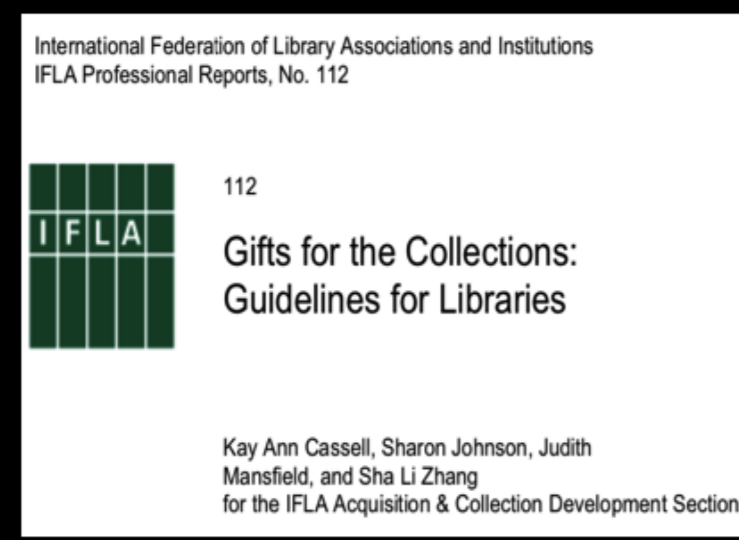 International Federation of Library Associations and Institutions
IFLA Professional Reports, No. 112
112
IFLA
Gifts for the Collections:
Guidelines for Libraries
Kay Ann Cassell, Sharon Johnson, Judith
Mansfield, and Sha Li Zhang
for the IFLA Acquisition & Collection Development Section